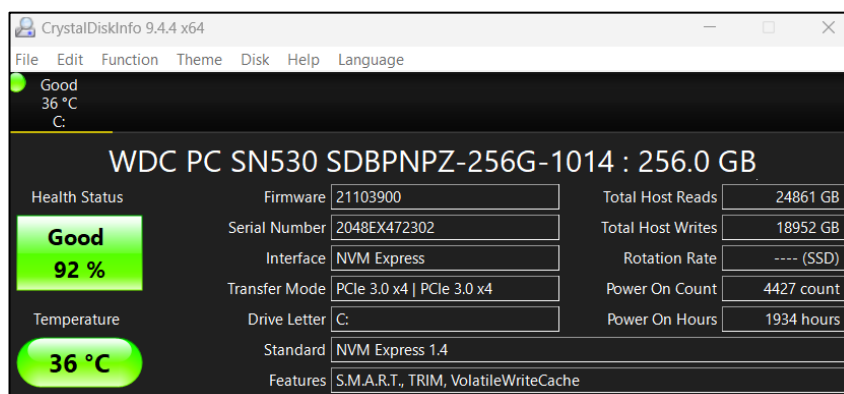 CrystalDiskInfo 9.4.4 x64
File Edit Function Theme Disk Help Language
Good
36 °C
C:
WDC PC SN530 SDBPNPZ-256G-1014 : 256.0 GB
Health Status
Good
92 %
Temperature
36 °C
Firmware 21103900
Serial Number 2048EX472302
Interface NVM Express
Transfer Mode PCIe 3.0 x4 | PCIe 3.0 x4
Drive Letter C:
Standard NVM Express 1.4
Features S.M.A.R.T., TRIM, VolatileWriteCache
Total Host Reads 24861 GB
Total Host Writes 18952 GB
Rotation Rate ---- (SSD)
Power On Count 4427 count
Power On Hours 1934 hours